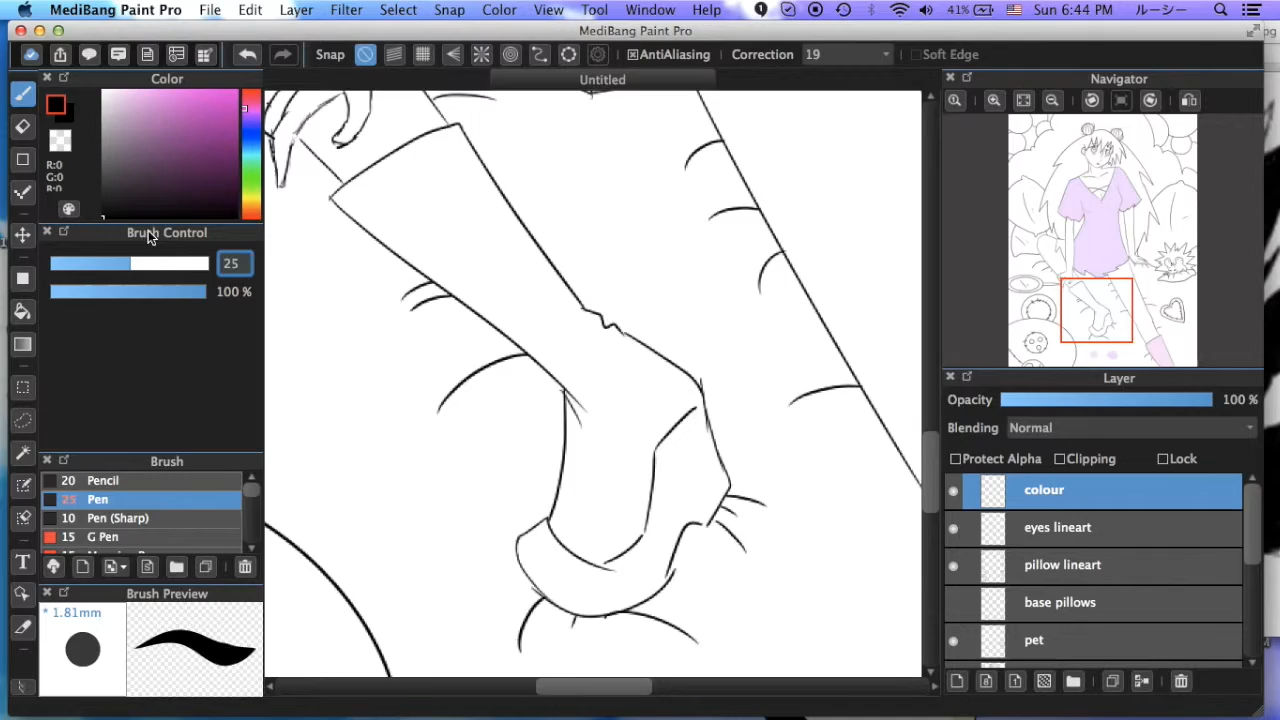 MediBang Paint Pro File Edit Layer Filter Select Snap Color View Tool Window Help 41% Sun 6:44 PM ルーシー
MediBang Paint Pro
Snap AntiAliasing Correction 19 Soft Edge
Color
Untitled
Navigator
R:0
G:0
Brush Control
25
100 %
Layer
Opacity 100 %
Blending Normal
Protect Alpha Clipping Lock
Brush
20 Pencil
25 Pen
10 Pen (Sharp)
15 G Pen
colour
eyes lineart
pillow lineart
base pillows
pet
T
Brush Preview
* 1.81mm